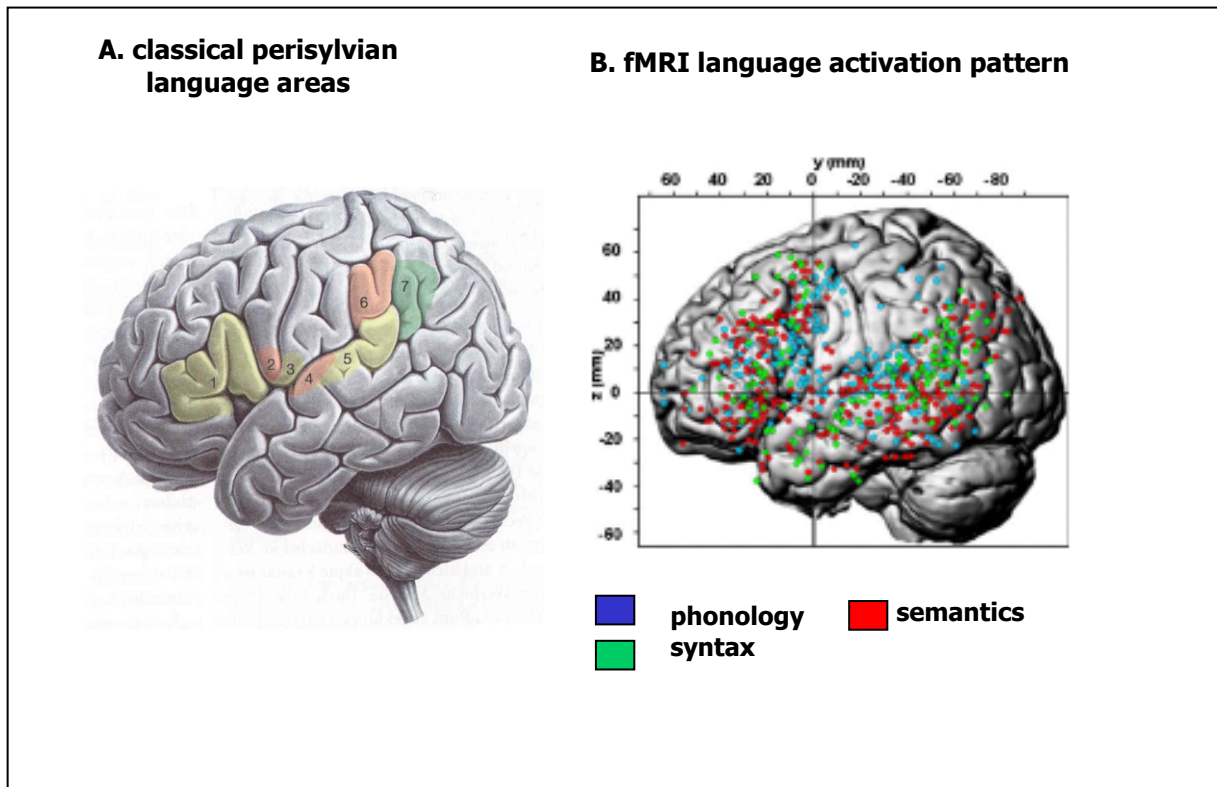 A. classical perisylvian
language areas
B. fMRI language activation pattern
1
2
3
4
5
6
7
y (mm)
60 40 20 0 -20 -40 -60 -80
z (mm)
60
40
20
0
-20
-40
-60
phonology
semantics
syntax